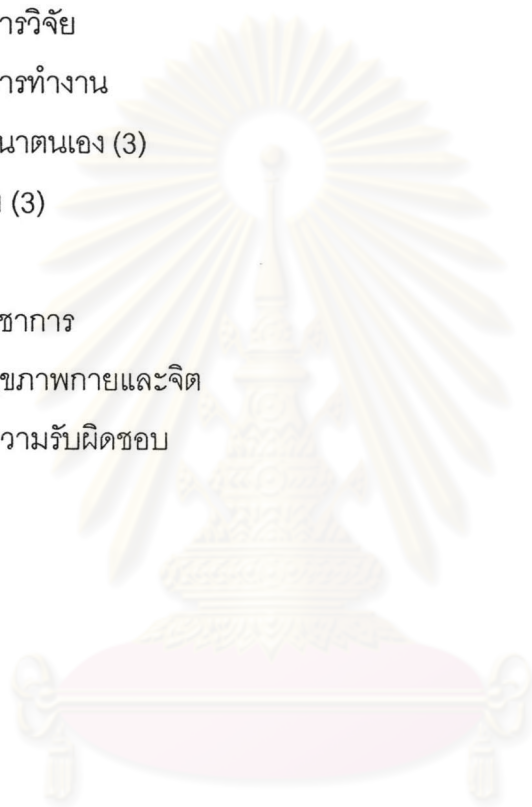 ารวิจัย
ารทำงาน
นาตนเอง (3)
(3)
ชาการ
ขภาพกายและจิต
วามรับผิดชอบ